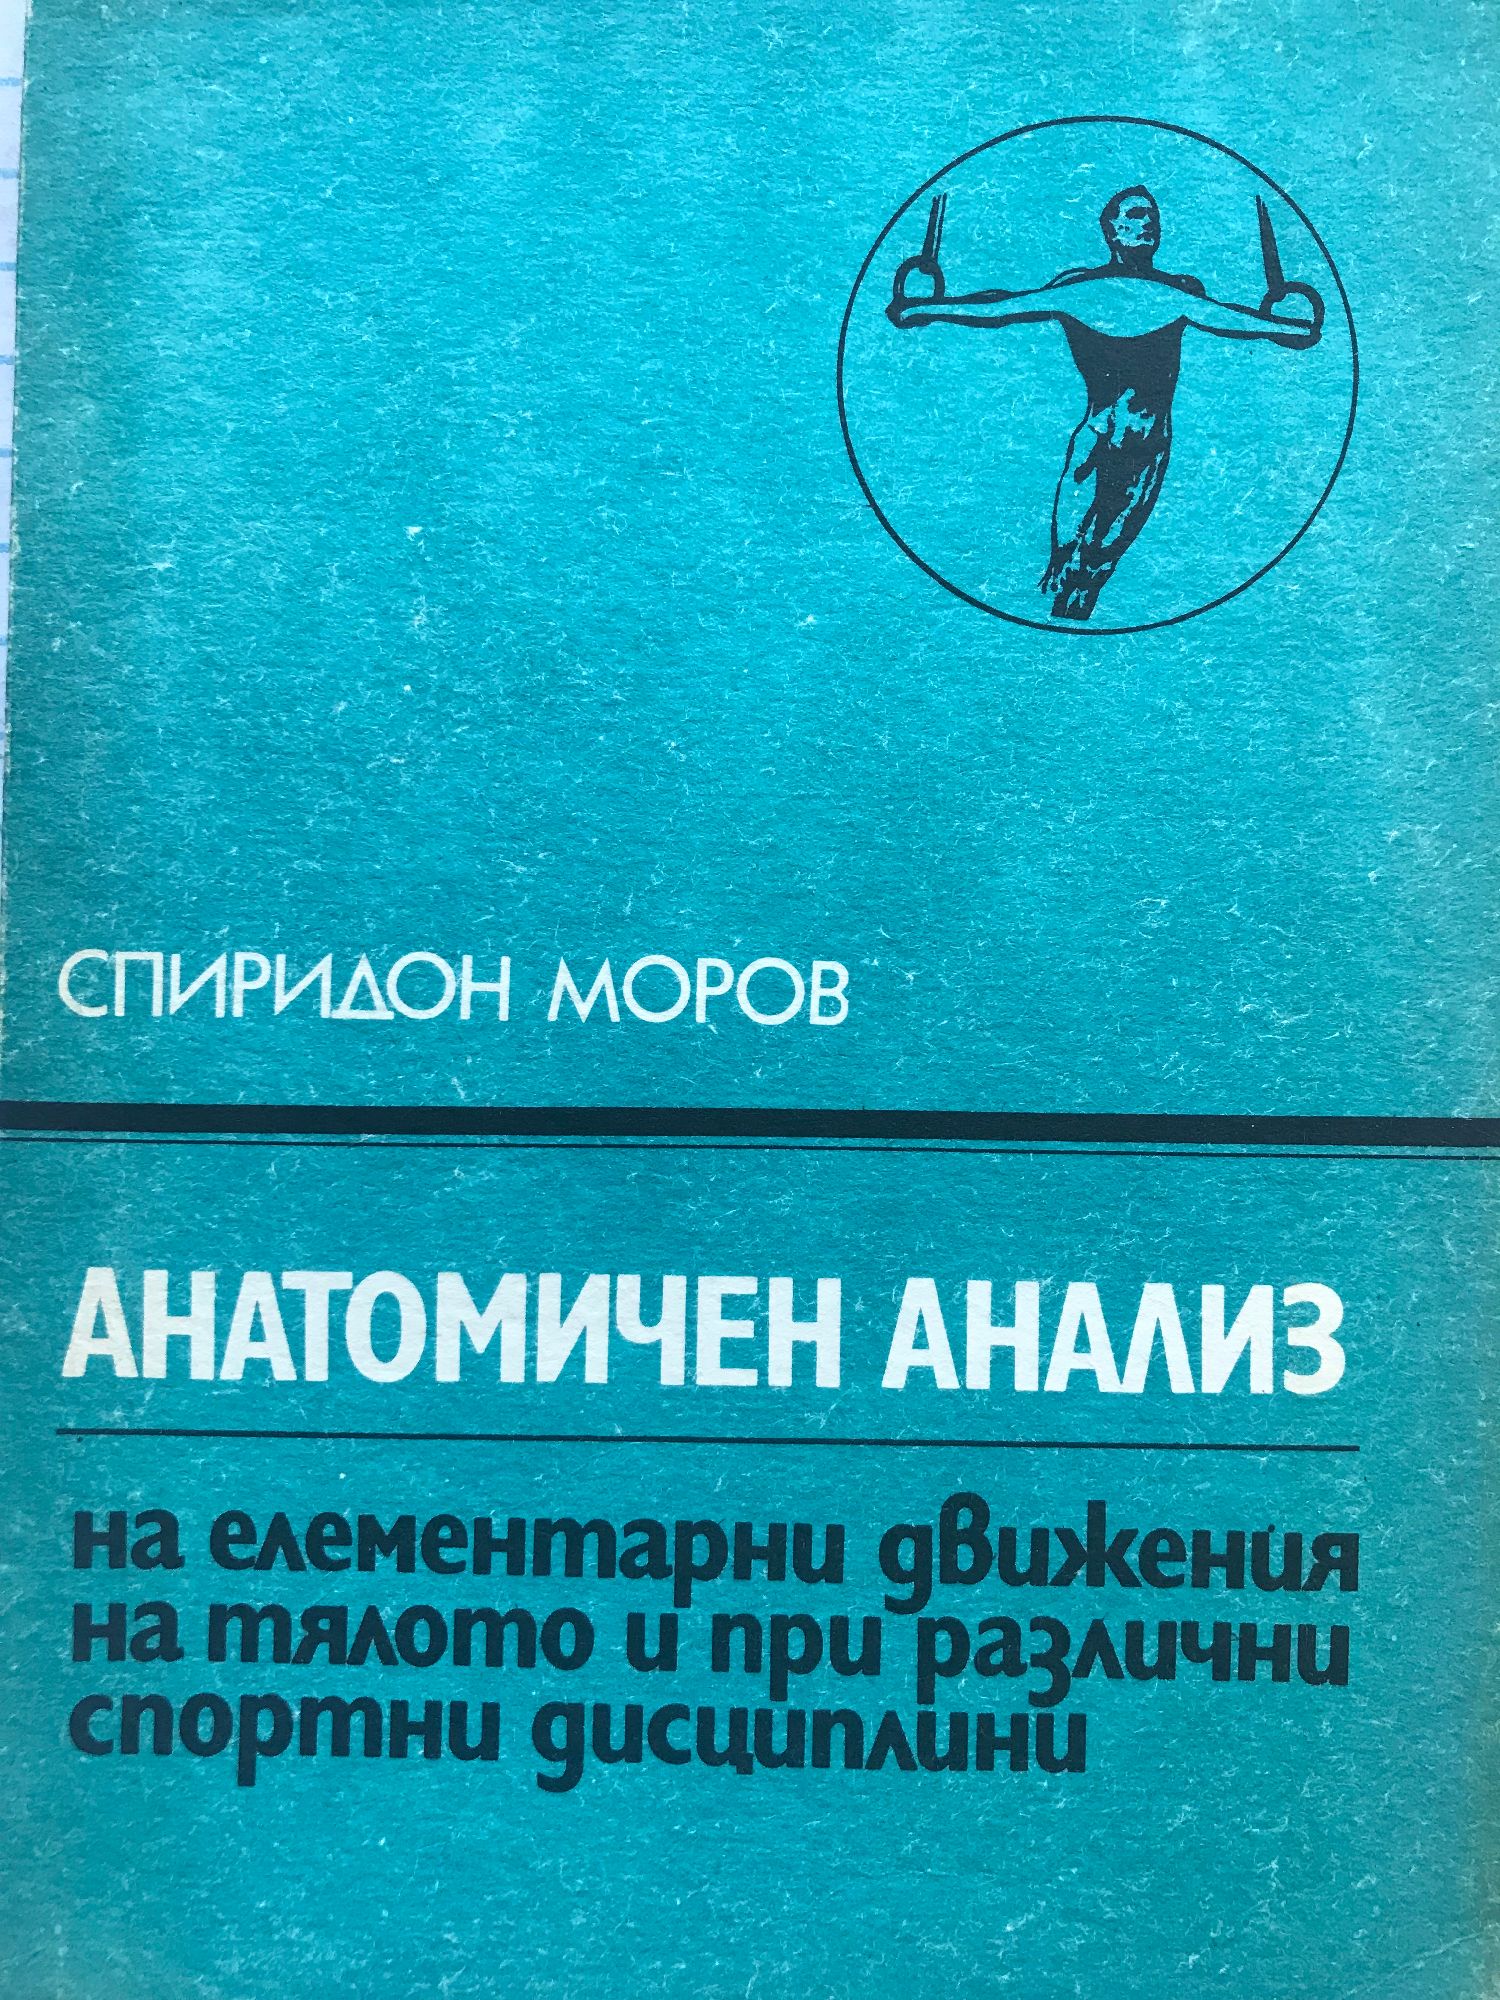 СПИРИДОН МОРОВ
АНАТОМИЧЕН АНАЛИЗ
на елементарни движения
на тялото и при различни
спортни дисциплини